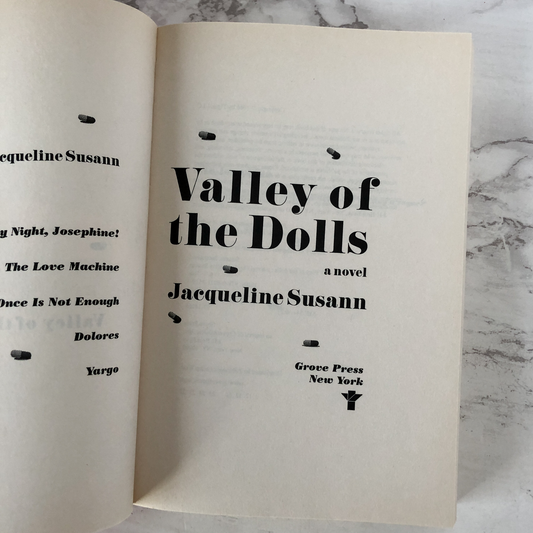 cqueline Susann
y Night, Josephine!
The Love Machine
Once Is Not Enough
Dolores
Yargo
Valley of
the Dolls
a novel
Jacqueline Susann
Grove Press
New York